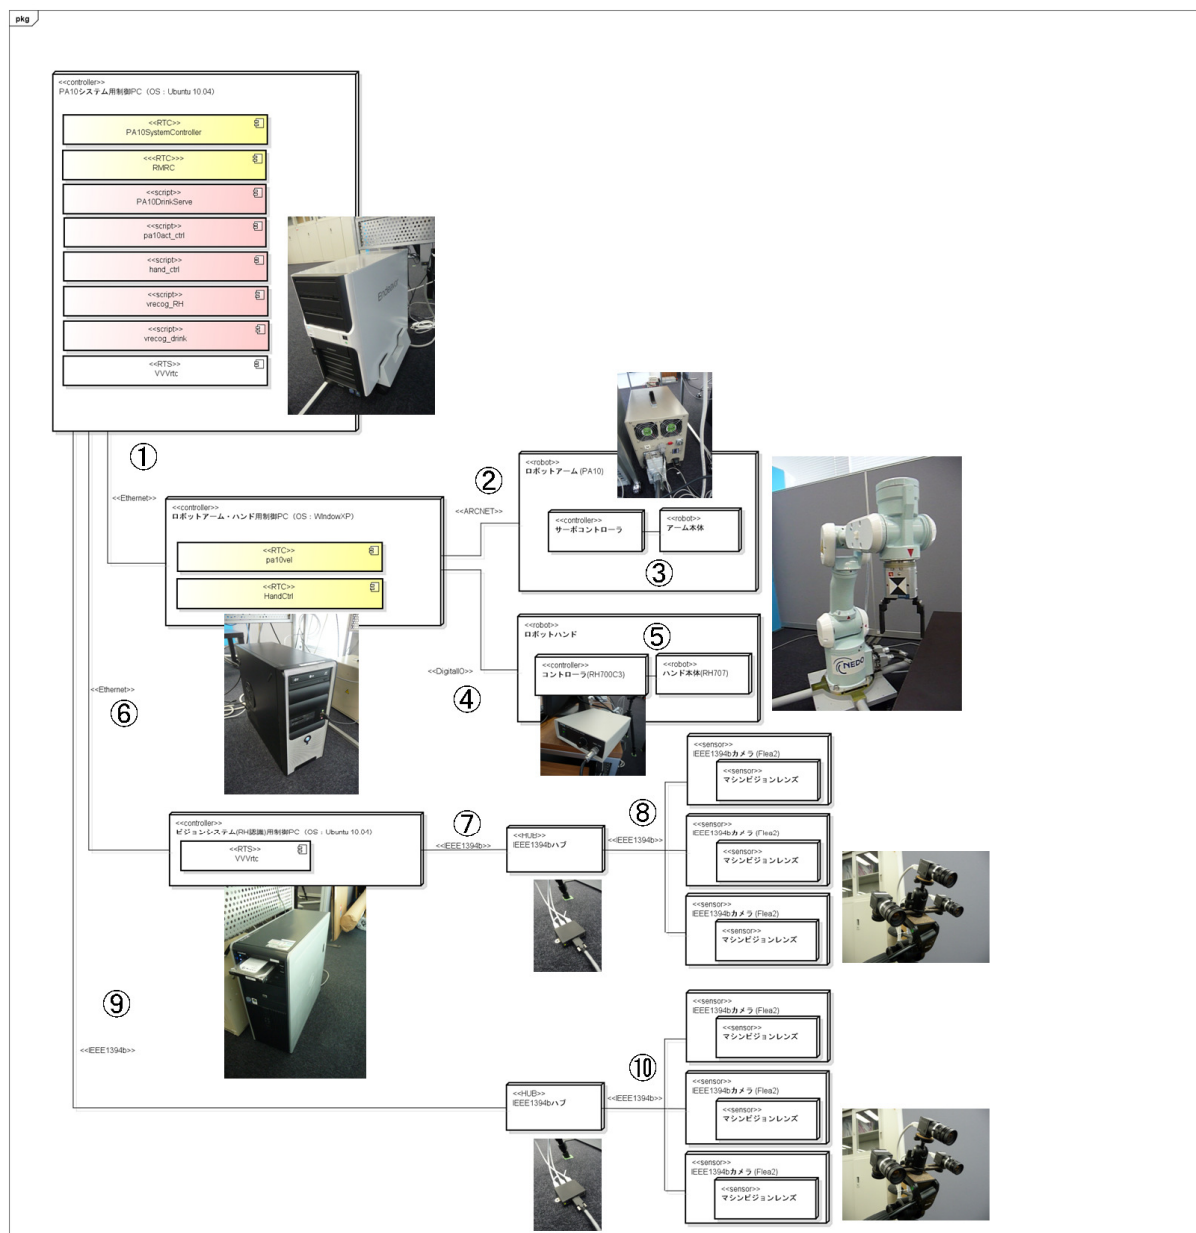 pkg
<<controller>>
PA10システム用制御PC（OS：Ubuntu 10.04）
<<RTC>>
PA10SystemController
<<<RTC>>>
RMRC
<<script>>
PA10DrinkServe
<<script>>
pa10act_ctrl
<<script>>
hand_ctrl
<<script>>
vrecog_RH
<<script>>
vrecog_drink
<<RTS>>
VVVrtc
Endeavor
①
<<Ethernet>>
<<controller>>
ロボットアーム・ハンド用制御PC（OS：WIndowXP）
<<RTC>>
pa10vel
<<RTC>>
HandCtrl
②
<<ARCNET>>
<<robot>>
ロボットアーム (PA10)
<<controller>>
サーボコントローラ
<<robot>>
アーム本体
③
④
<<DigitalIO>>
<<robot>>
ロボットハンド
⑤
<<controller>>
コントローラ(RH700C3)
<<robot>>
ハンド本体(RH707)
NEDO
<<Ethernet>>
⑥
<<controller>>
ビジョンシステム(RH認識)用制御PC（OS：Ubuntu 10.04）
<<RTS>>
VVVrtc
⑦
<<IEEE1394b>>
<<HUB>>
IEEE1394bハブ
⑧
<<IEEE1394b>>
<<sensor>>
IEEE1394bカメラ (Flea2)
<<sensor>>
マシンビジョンレンズ
<<sensor>>
IEEE1394bカメラ (Flea2)
<<sensor>>
マシンビジョンレンズ
<<sensor>>
IEEE1394bカメラ (Flea2)
<<sensor>>
マシンビジョンレンズ
⑨
<<IEEE1394b>>
<<HUB>>
IEEE1394bハブ
⑩
<<IEEE1394b>>
<<sensor>>
IEEE1394bカメラ (Flea2)
<<sensor>>
マシンビジョンレンズ
<<sensor>>
IEEE1394bカメラ (Flea2)
<<sensor>>
マシンビジョンレンズ
<<sensor>>
IEEE1394bカメラ (Flea2)
<<sensor>>
マシンビジョンレンズ